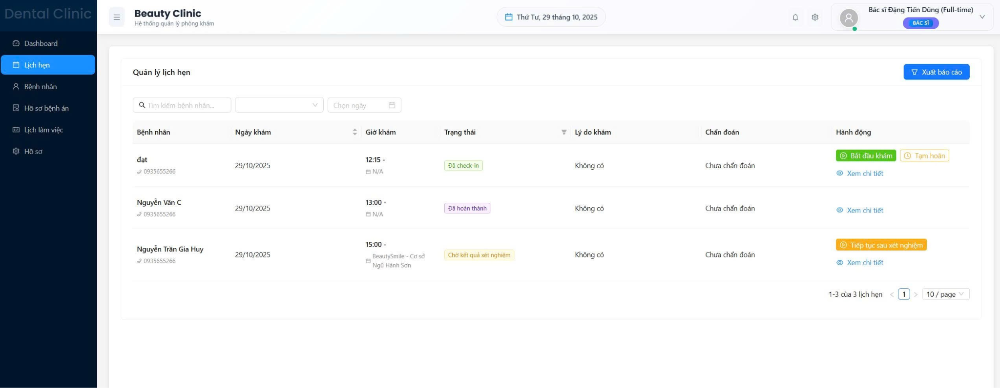 Dental Clinic
Dashboard
Lịch hẹn
Bệnh nhân
Hồ sơ bệnh án
Lịch làm việc
Hồ sơ
Beauty Clinic
Hệ thống quản lý phòng khám
Thứ Tư, 29 tháng 10, 2025
Bác sĩ Đặng Tiến Dũng (Full-time)
BÁC SĨ
Quản lý lịch hẹn
Xuất báo cáo
Tìm kiếm bệnh nhân...
Chọn ngày
Bệnh nhân Ngày khám Giờ khám Trạng thái Lý do khám Chẩn đoán Hành động
đạt
0935655266
29/10/2025
12:15 -
N/A
Đã check-in
Không có
Chưa chẩn đoán
Bắt đầu khám
Tạm hoãn
Xem chi tiết
Nguyễn Văn C
0935655266
29/10/2025
13:00 -
N/A
Đã hoàn thành
Không có
Chưa chẩn đoán
Xem chi tiết
Nguyễn Trần Gia Huy
0935655266
29/10/2025
15:00 -
BeautySmile - Cơ sở
Ngũ Hành Sơn
Chờ kết quả xét nghiệm
Không có
Chưa chẩn đoán
Tiếp tục sau xét nghiệm
Xem chi tiết
1-3 của 3 lịch hẹn
1
10 / page